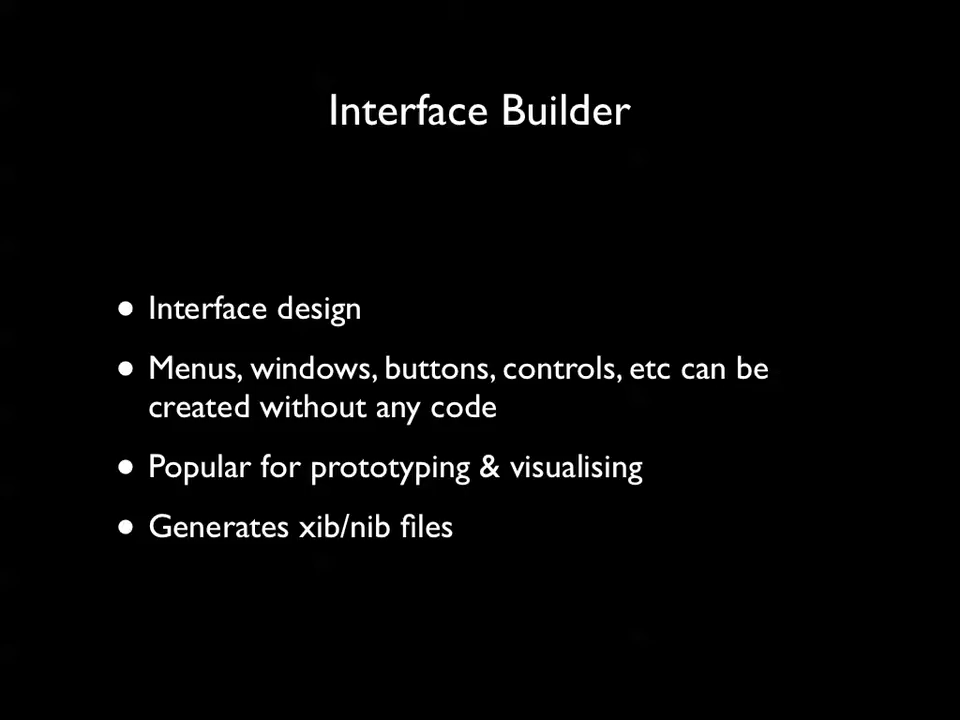 Interface Builder
• Interface design
• Menus, windows, buttons, controls, etc can be
created without any code
• Popular for prototyping & visualising
• Generates xib/nib files